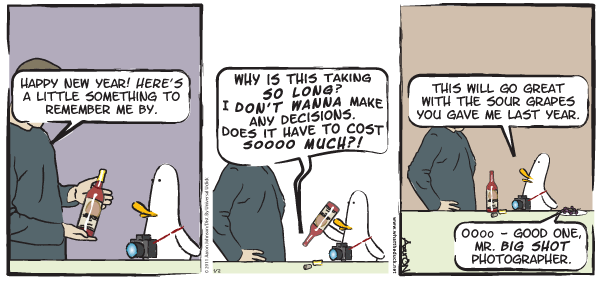 HAPPY NEW YEAR! HERE'S
A LITTLE SOMETHING TO
REMEMBER ME BY.
WHY IS THIS TAKING
SO LONG?
I DON'T WANNA MAKE
ANY DECISIONS.
DOES IT HAVE TO COST
SOOOO MUCH?!
THIS WILL GO GREAT
WITH THE SOUR GRAPES
YOU GAVE ME LAST YEAR.
OOOO – GOOD ONE,
MR. BIG SHOT
PHOTOGRAPHER.